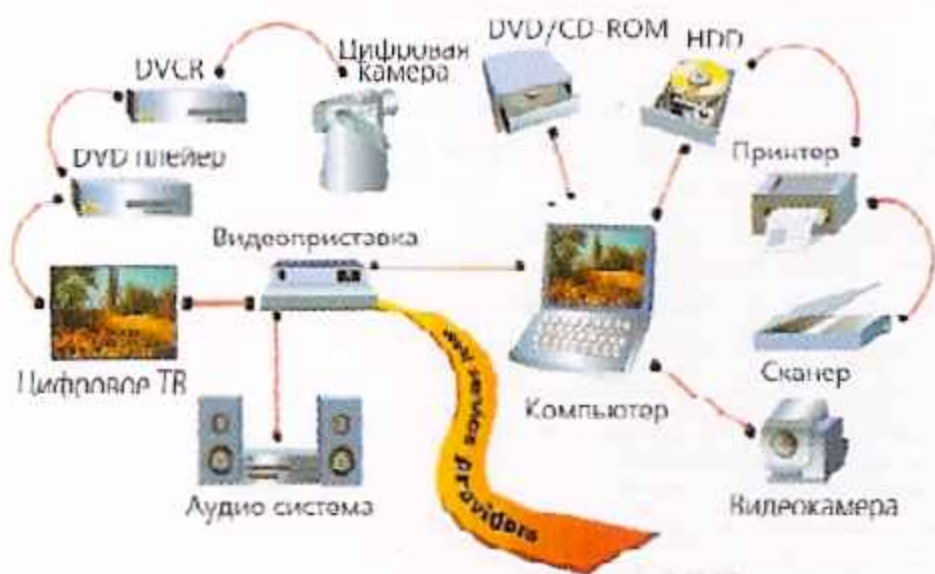 DVD/CD-ROM
HDD
DVCR
Цифровая
камера
DVD плейер
Принтер
Видеоприставка
Цифровое ТВ
Сканер
Компьютер
Аудио система
Видеокамера
providers